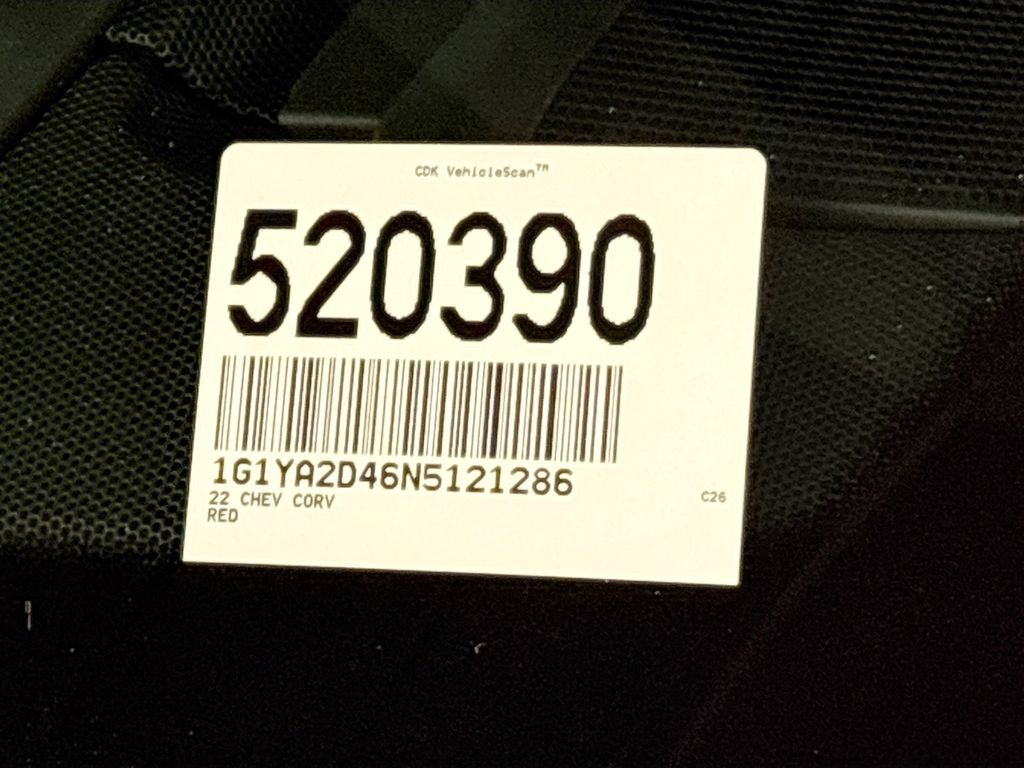 CDK VehicleScan™
520390
1G1YA2D46N5121286
22 CHEV CORV
C26
RED